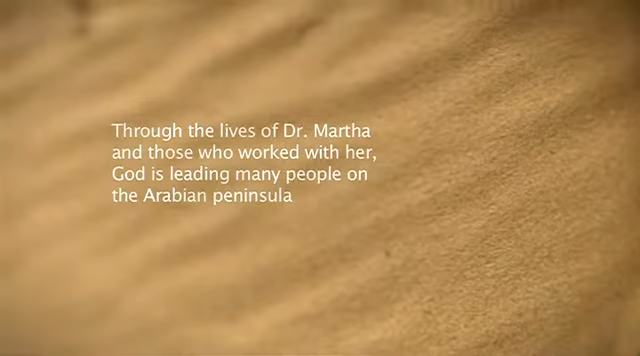 Through the lives of Dr. Martha
and those who worked with her,
God is leading many people on
the Arabian peninsula